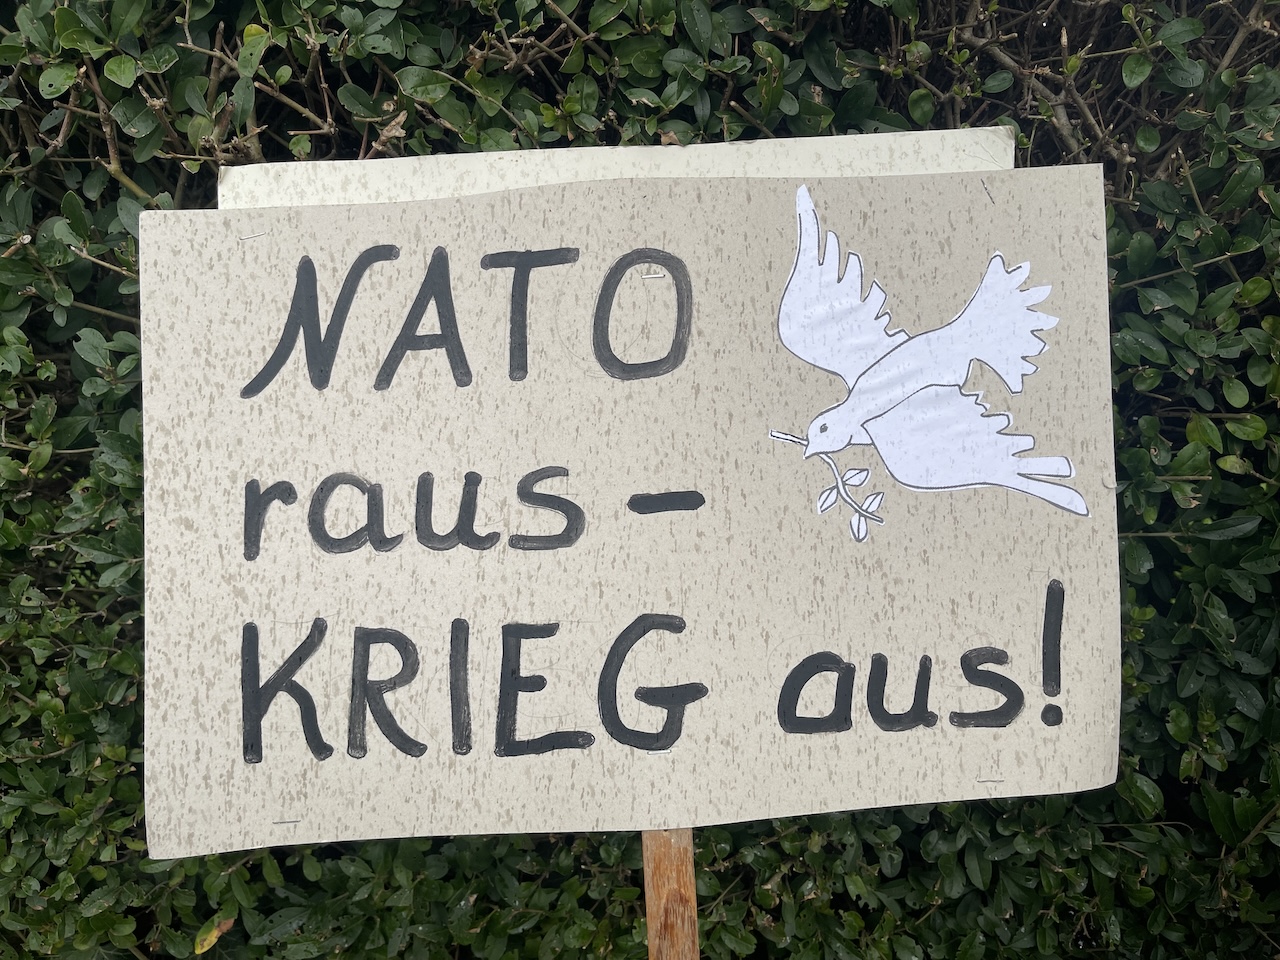 NATO
raus -
KRIEG aus!